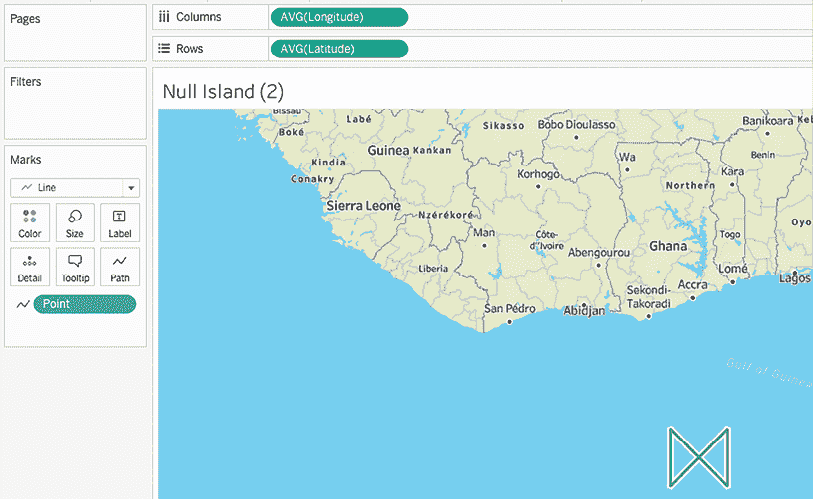 Pages
Columns
AVG(Longitude)
Rows
AVG(Latitude)
Filters
Null Island (2)
Marks
Line
Color
Size
Label
Detail
Tooltip
Path
Point
Bissau
Boké
Labé
Sikasso
Bobo Dioulasso
Banikoara
Guinea
Kankan
Kindia
Conakry
Wa
Benin
Korhogo
Kara
Northern
Sierra Leone
Nzérékoré
Man
Côte-
d'Ivoire
Abengourou
Ghana
Togo
Oyo
Liberia
Lomé
Lagos
Accra
Sekondi-
Takoradi
San Pédro
Abidjan
Gulf of Guinea